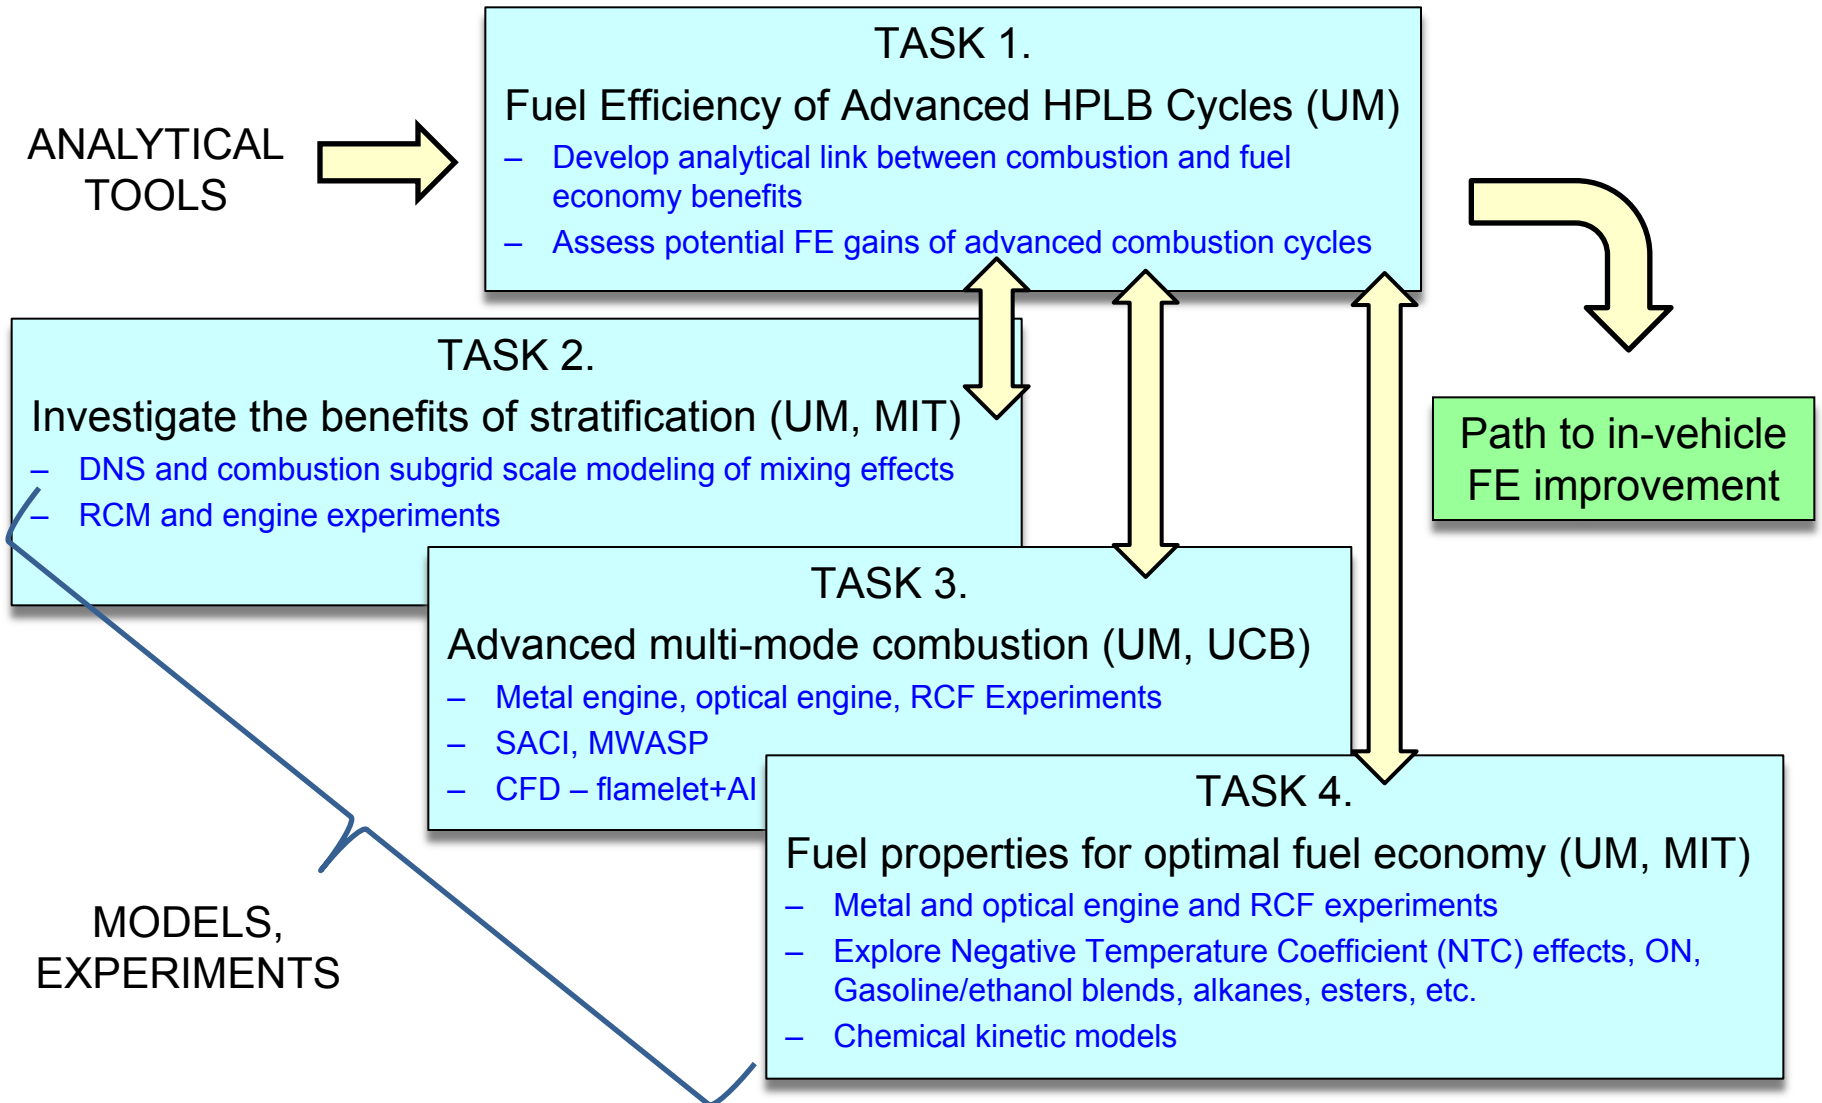 TASK 1.
Fuel Efficiency of Advanced HPLB Cycles (UM)
– Develop analytical link between combustion and fuel
economy benefits
– Assess potential FE gains of advanced combustion cycles
ANALYTICAL
TOOLS
TASK 2.
Investigate the benefits of stratification (UM, MIT)
– DNS and combustion subgrid scale modeling of mixing effects
– RCM and engine experiments
Path to in-vehicle
FE improvement
TASK 3.
Advanced multi-mode combustion (UM, UCB)
– Metal engine, optical engine, RCF Experiments
– SACI, MWASP
– CFD – flamelet+AI
TASK 4.
Fuel properties for optimal fuel economy (UM, MIT)
– Metal and optical engine and RCF experiments
– Explore Negative Temperature Coefficient (NTC) effects, ON,
Gasoline/ethanol blends, alkanes, esters, etc.
– Chemical kinetic models
MODELS,
EXPERIMENTS